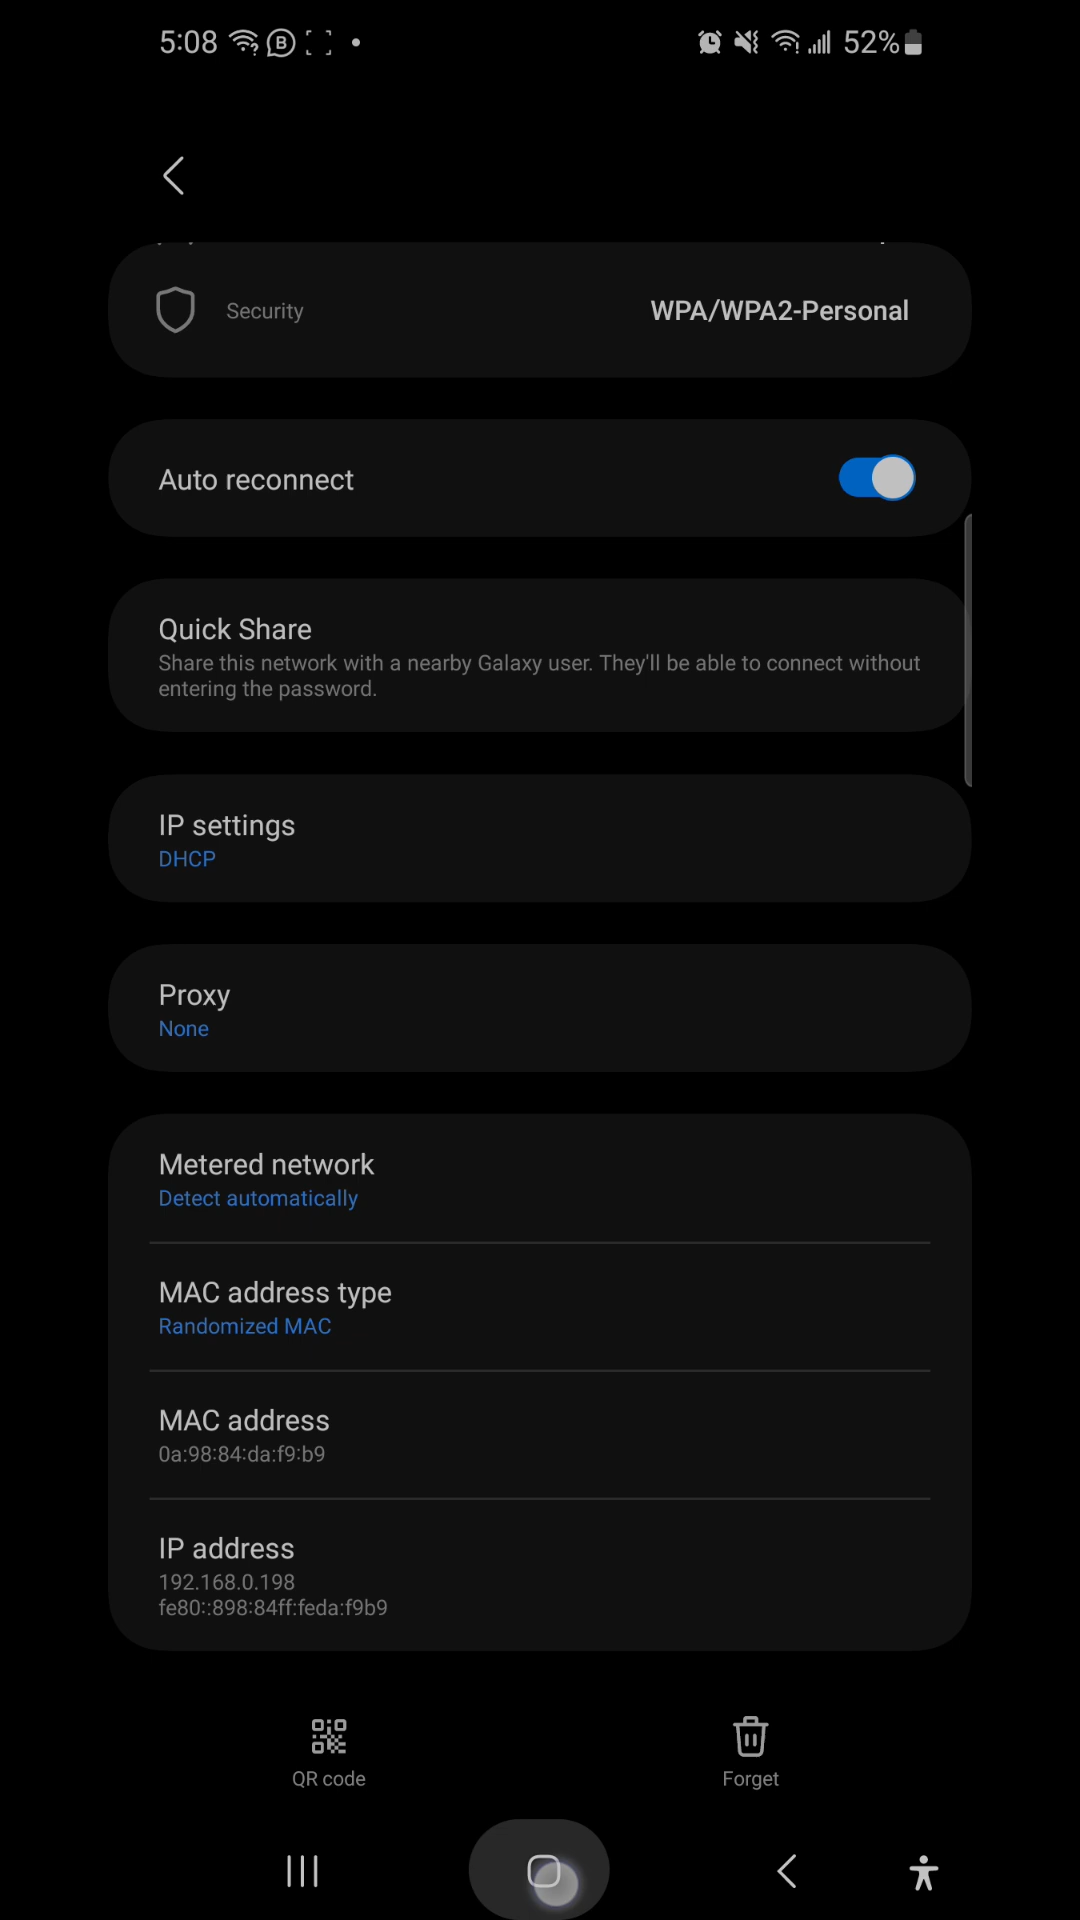 5:08
52%
Security
WPA/WPA2-Personal
Auto reconnect
Quick Share
Share this network with a nearby Galaxy user. They'll be able to connect without
entering the password.
IP settings
DHCP
Proxy
None
Metered network
Detect automatically
MAC address type
Randomized MAC
MAC address
0a:98:84:da:f9:b9
IP address
192.168.0.198
fe80::898:84ff:feda:f9b9
QR code
Forget